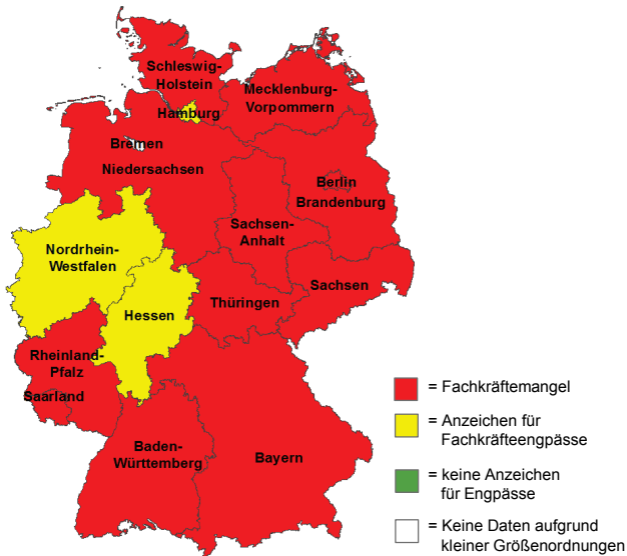 Schleswig-
Holstein
Mecklenburg-
Vorpommern
Hamburg
Bremen
Niedersachsen
Berlin
Brandenburg
Sachsen-
Anhalt
Nordrhein-
Westfalen
Sachsen
Thüringen
Hessen
Rheinland-
Pfalz
Saarland
Baden-
Württemberg
Bayern
= Fachkräftemangel
= Anzeichen für
Fachkräfteengpässe
= keine Anzeichen
für Engpässe
= Keine Daten aufgrund
kleiner Größenordnungen